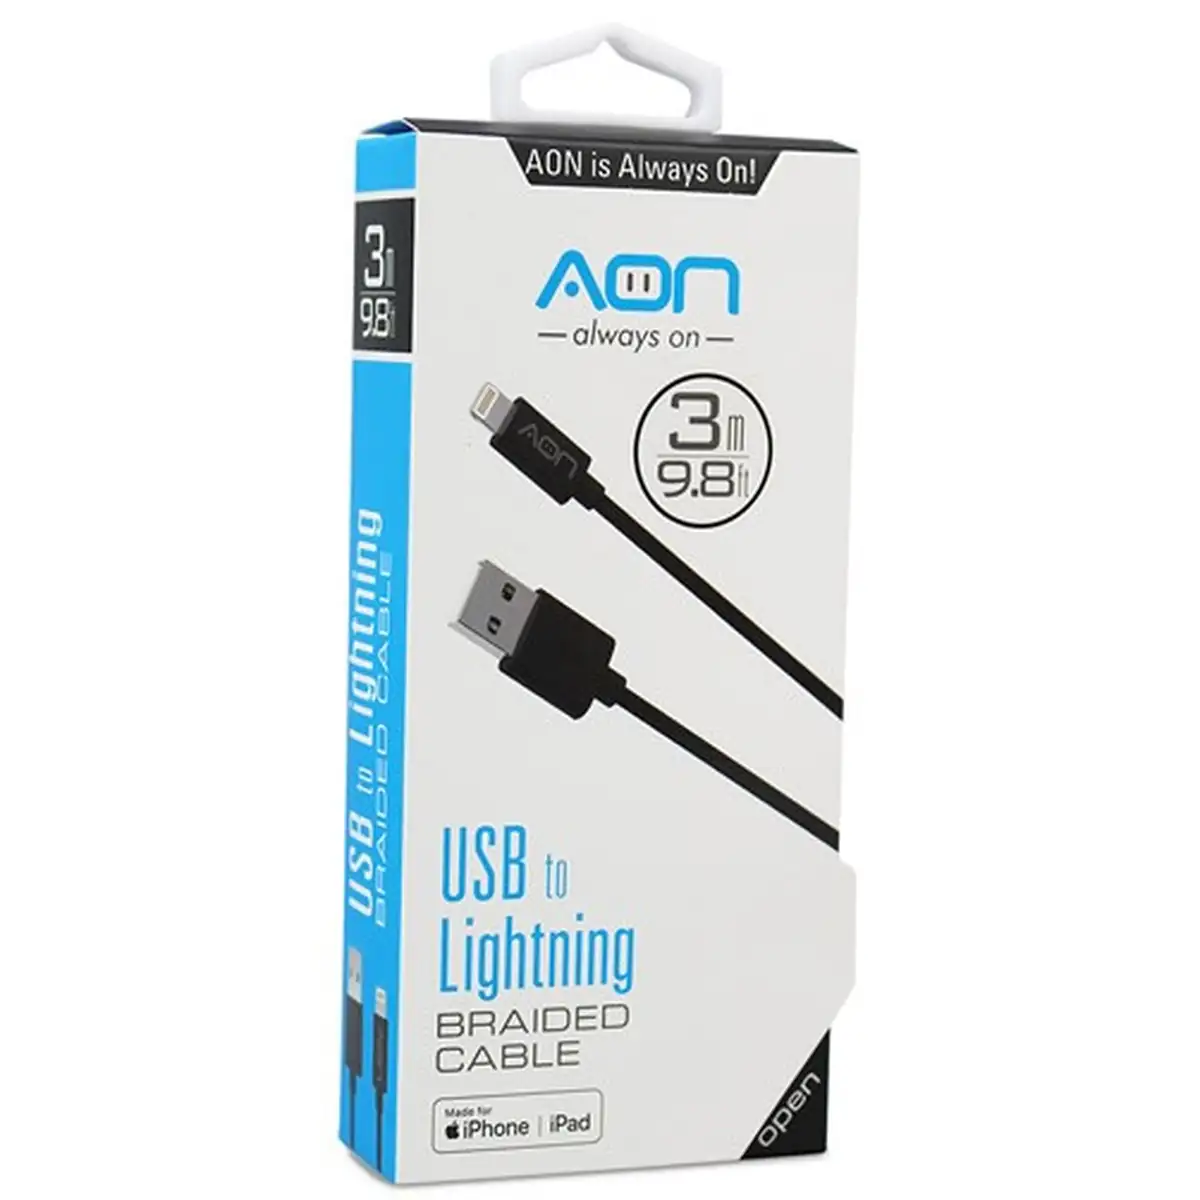 AON is Always On!
AON
always on
3m
9.8ft
AON
USB to
Lightning
BRAIDED
CABLE
Made for
iPhone | iPad
open
3m
9.8ft
USB to Lightning
BRAIDED CABLE